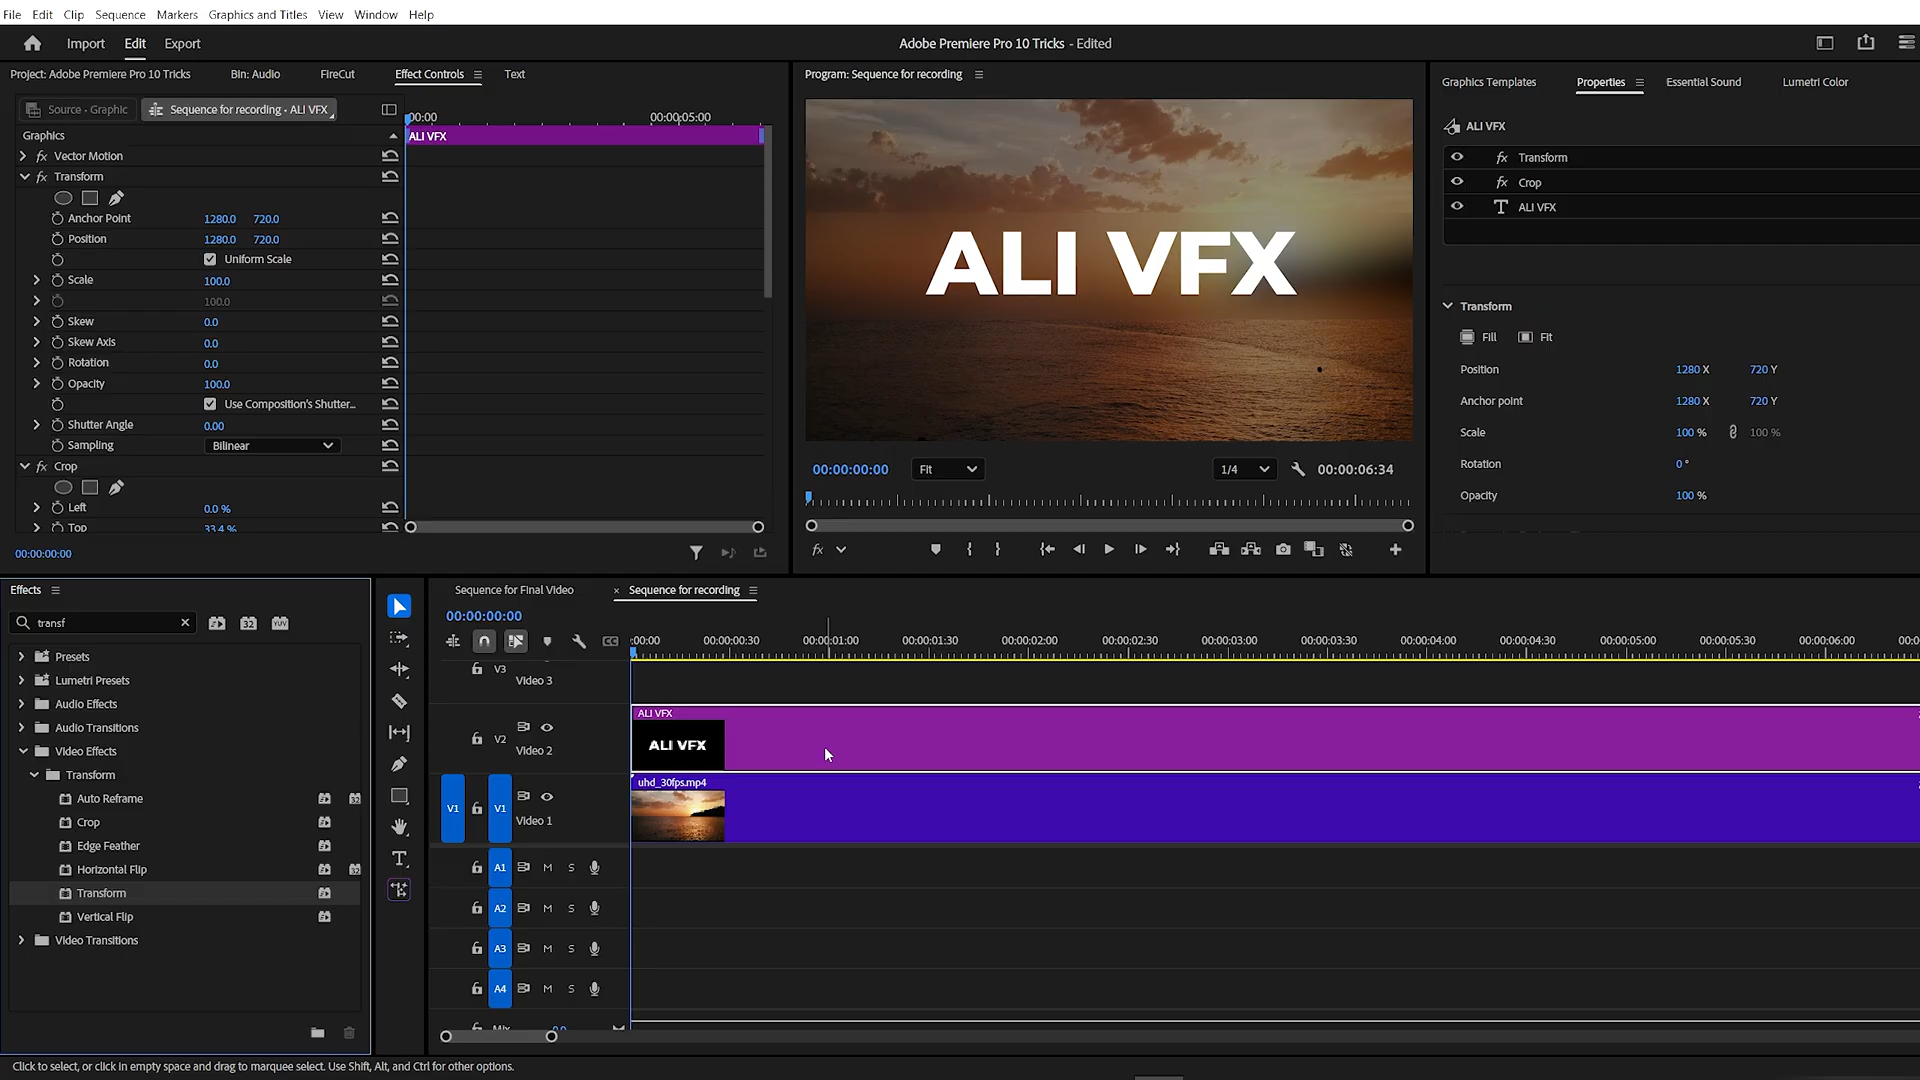 File Edit Clip Sequence Markers Graphics and Titles View Window Help
Import Edit Export
Adobe Premiere Pro 10 Tricks - Edited
Project: Adobe Premiere Pro 10 Tricks Bin: Audio FireCut Effect Controls Text
Source · Graphic Sequence for recording · ALI VFX
:00:00 00:00:05:00
Graphics
ALI VFX
fx Vector Motion
fx Transform
Anchor Point 1280.0 720.0
Position 1280.0 720.0
Uniform Scale
Scale 100.0
100.0
Skew 0.0
Skew Axis 0.0
Rotation 0.0
Opacity 100.0
Use Composition's Shutter...
Shutter Angle 0.00
Sampling Bilinear
fx Crop
Left 0.0 %
Top 33.4 %
00:00:00:00
Program: Sequence for recording
ALI VFX
00:00:00:00 Fit 1/4 00:00:06:34
fx
Graphics Templates Properties Essential Sound Lumetri Color
ALI VFX
fx Transform
fx Crop
T ALI VFX
Transform
Fill Fit
Position 1280 X 720 Y
Anchor point 1280 X 720 Y
Scale 100 % 100 %
Rotation 0 °
Opacity 100 %
Effects
transf 32 YUV
Presets
Lumetri Presets
Audio Effects
Audio Transitions
Video Effects
Transform
Auto Reframe 32
Crop
Edge Feather
Horizontal Flip 32
Transform
Vertical Flip
Video Transitions
T
Sequence for Final Video × Sequence for recording
00:00:00:00
CC :00:00 00:00:00:30 00:00:01:00 00:00:01:30 00:00:02:00 00:00:02:30 00:00:03:00 00:00:03:30 00:00:04:00 00:00:04:30 00:00:05:00 00:00:05:30 00:00:06:00
V3 Video 3
V2 Video 2
ALI VFX
ALI VFX
V1 V1 Video 1
uhd_30fps.mp4
A1 M S
A2 M S
A3 M S
A4 M S
Mix 0.0
Click to select, or click in empty space and drag to marquee select. Use Shift, Alt, and Ctrl for other options.